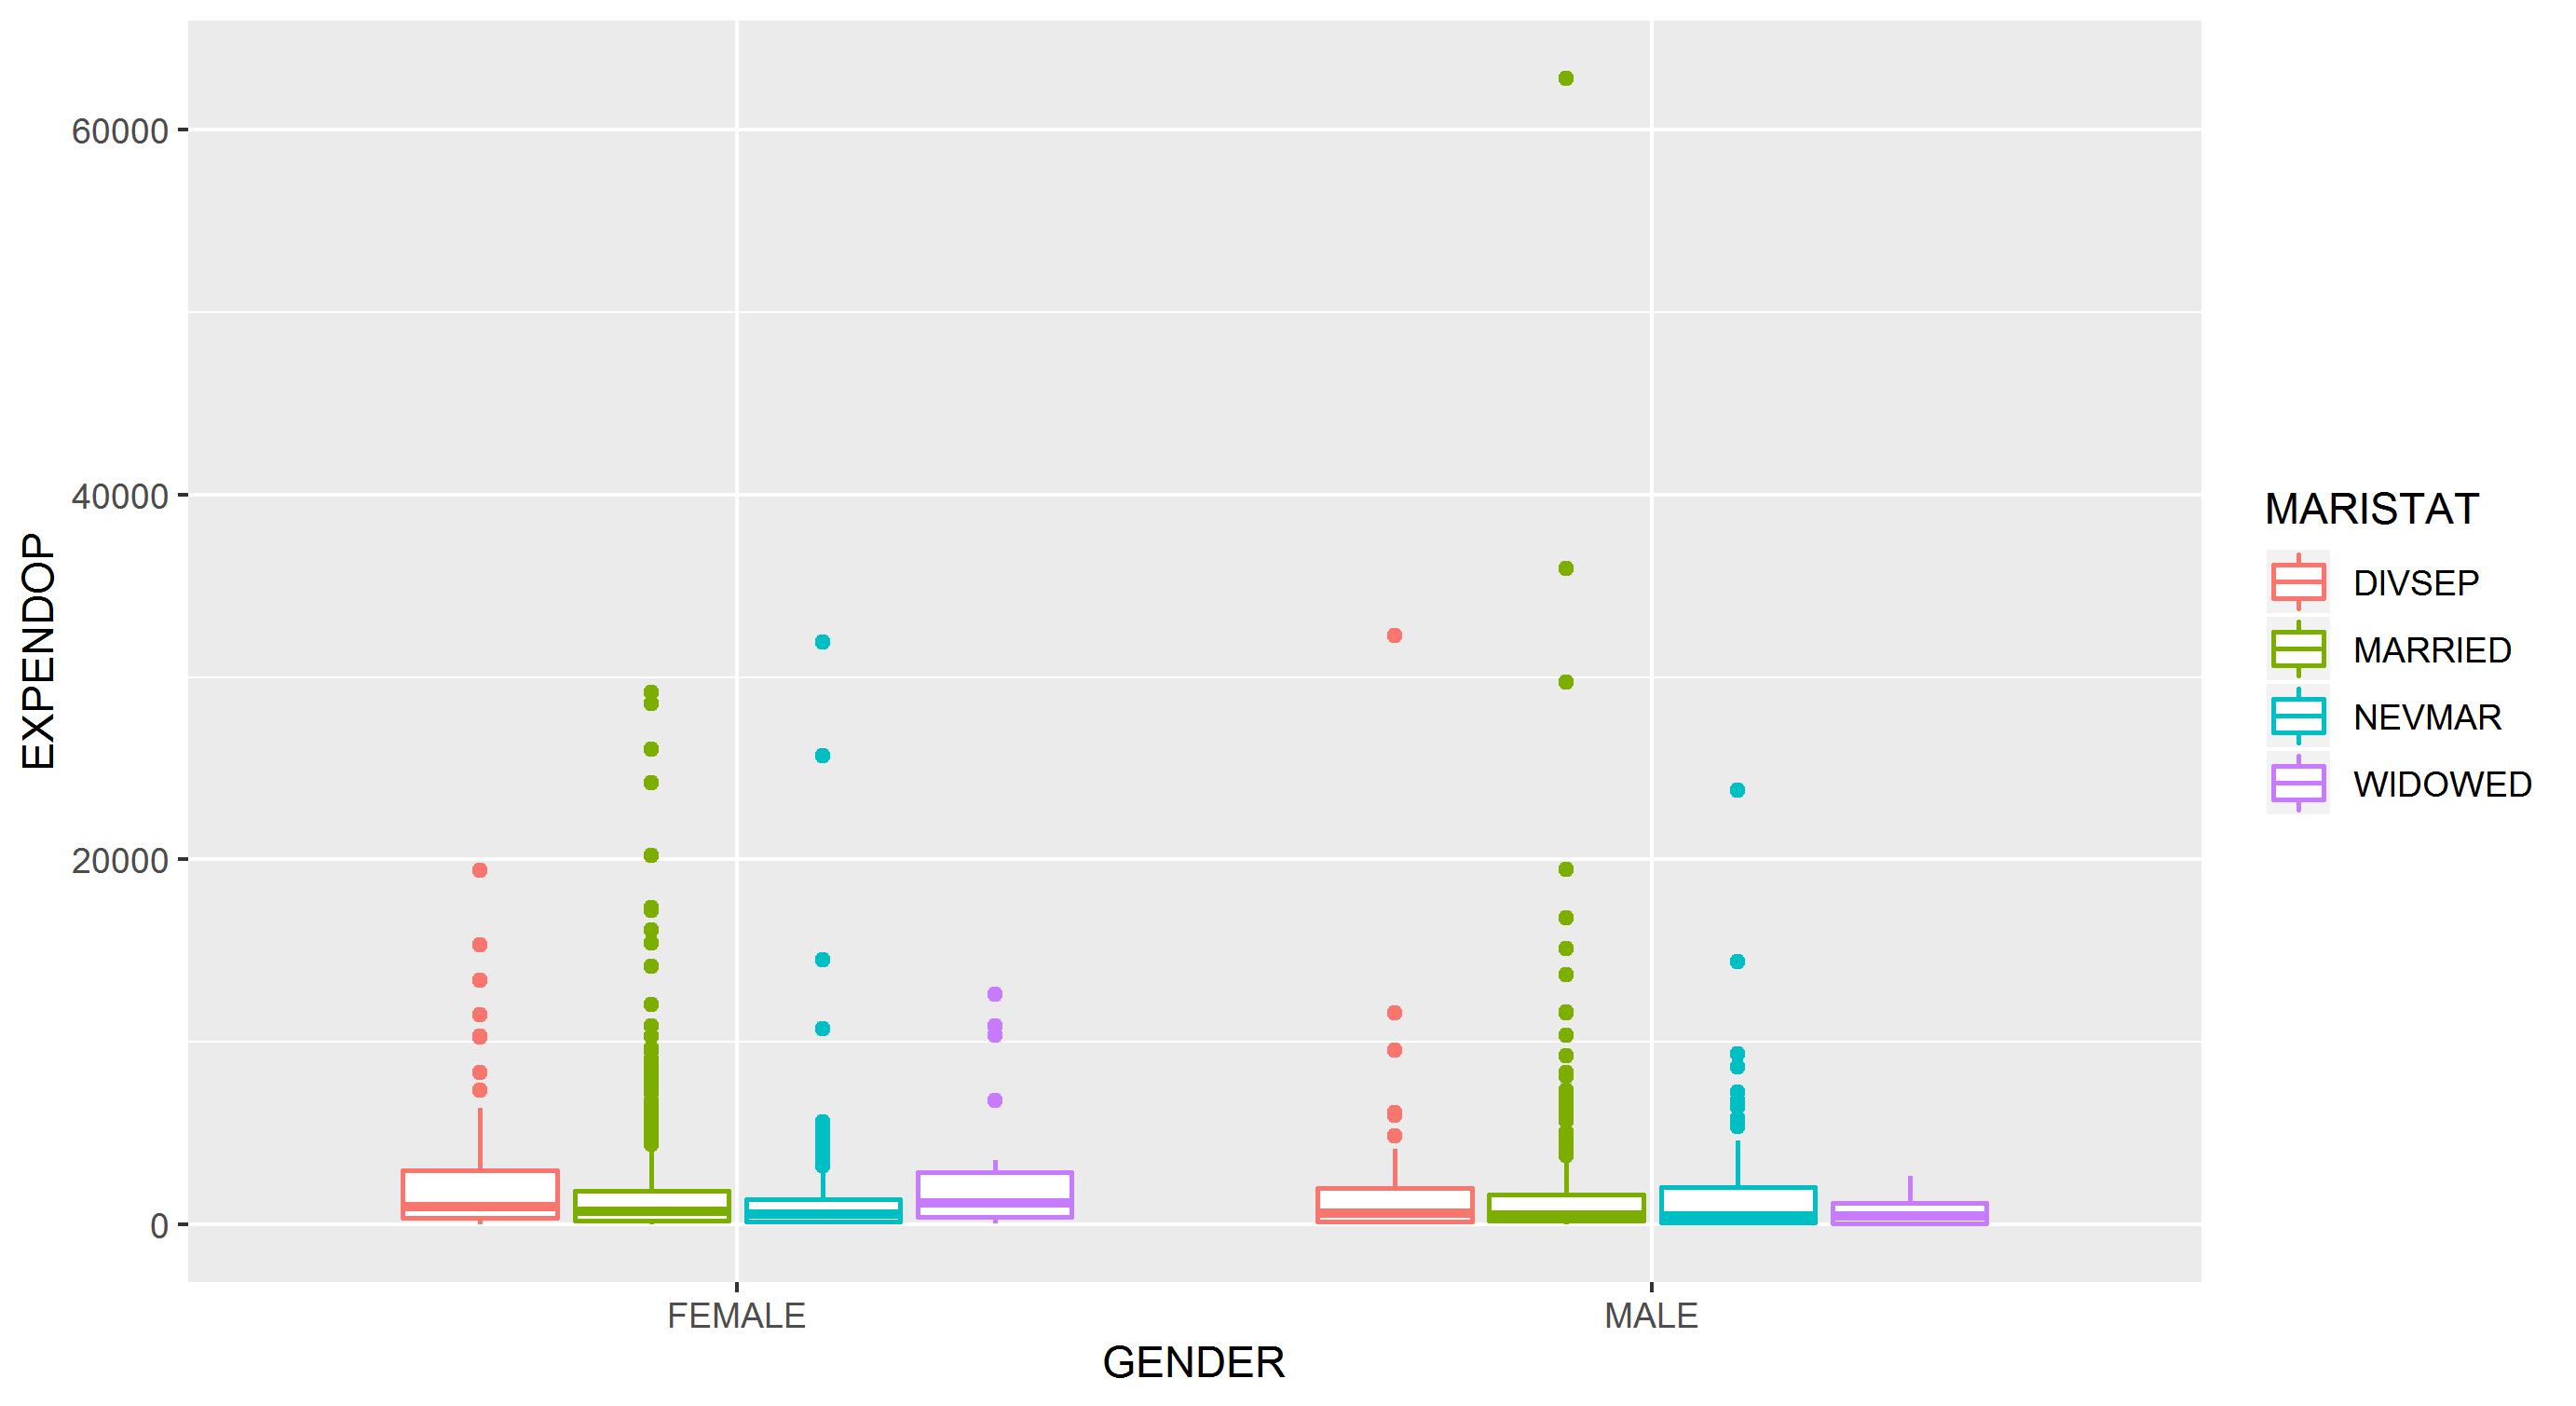 60000
40000
20000
0
EXPENDOP
FEMALE
MALE
GENDER
MARISTAT
DIVSEP
MARRIED
NEVMAR
WIDOWED